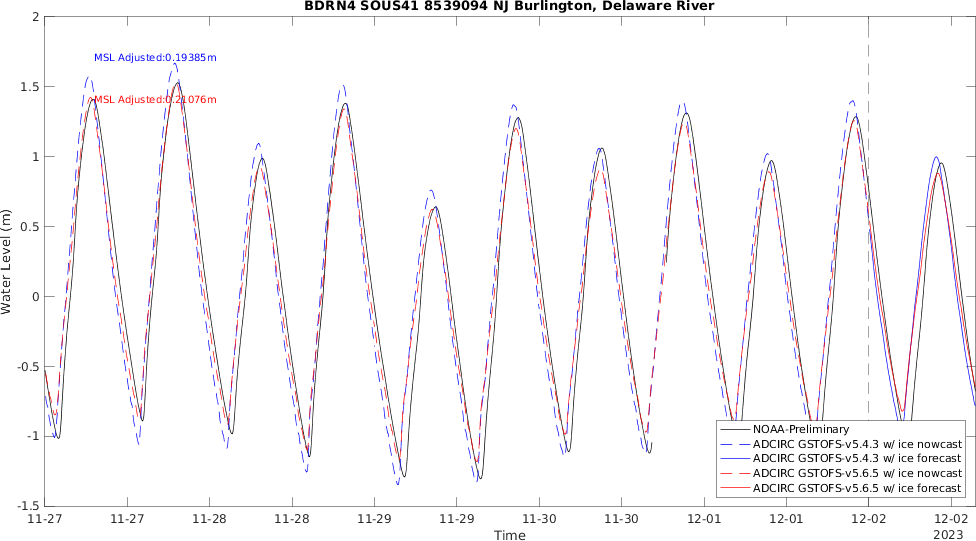 BDRN4 SOUS41 8539094 NJ Burlington, Delaware River
2
MSL Adjusted:0.19385m
1.5
MSL Adjusted:0.21076m
1
0.5
Water Level (m)
0
-0.5
-1
NOAA-Preliminary
ADCIRC GSTOFS-v5.4.3 w/ ice nowcast
ADCIRC GSTOFS-v5.4.3 w/ ice forecast
ADCIRC GSTOFS-v5.6.5 w/ ice nowcast
ADCIRC GSTOFS-v5.6.5 w/ ice forecast
-1.5
11-27 11-27 11-28 11-28 11-29 11-29 11-30 11-30 12-01 12-01 12-02 12-02
Time 2023